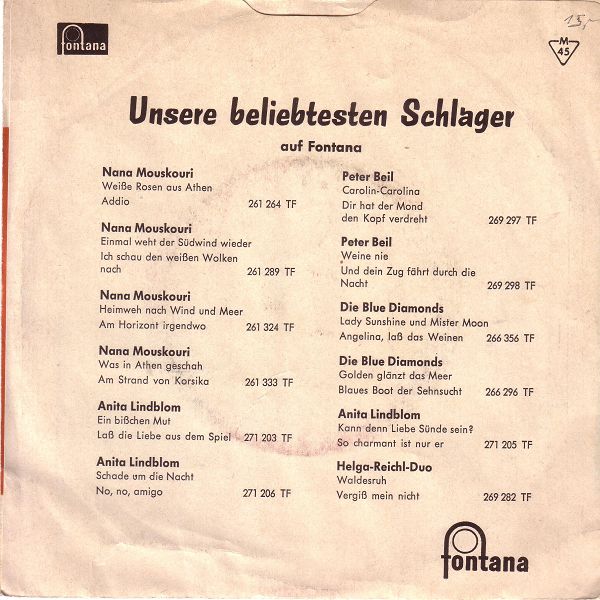 fontana
15,-
M
45
Unsere beliebtesten Schlager
auf Fontana
Nana Mouskouri
Weiße Rosen aus Athen
Addio 261 264 TF
Nana Mouskouri
Einmal weht der Südwind wieder
Ich schau den weißen Wolken
nach 261 289 TF
Nana Mouskouri
Heimweh nach Wind und Meer
Am Horizont irgendwo 261 324 TF
Nana Mouskouri
Was in Athen geschah
Am Strand von Korsika 261 333 TF
Anita Lindblom
Ein bißchen Mut
Laß die Liebe aus dem Spiel 271 203 TF
Anita Lindblom
Schade um die Nacht
No, no, amigo 271 206 TF
Peter Beil
Carolin-Carolina
Dir hat der Mond
den Kopf verdreht 269 297 TF
Peter Beil
Weine nie
Und dein Zug fährt durch die
Nacht 269 298 TF
Die Blue Diamonds
Lady Sunshine und Mister Moon
Angelina, laß das Weinen 266 356 TF
Die Blue Diamonds
Golden glänzt das Meer
Blaues Boot der Sehnsucht 266 296 TF
Anita Lindblom
Kann denn Liebe Sünde sein?
So charmant ist nur er 271 205 TF
Helga-Reichl-Duo
Waldesruh
Vergiß mein nicht 269 282 TF
fontana